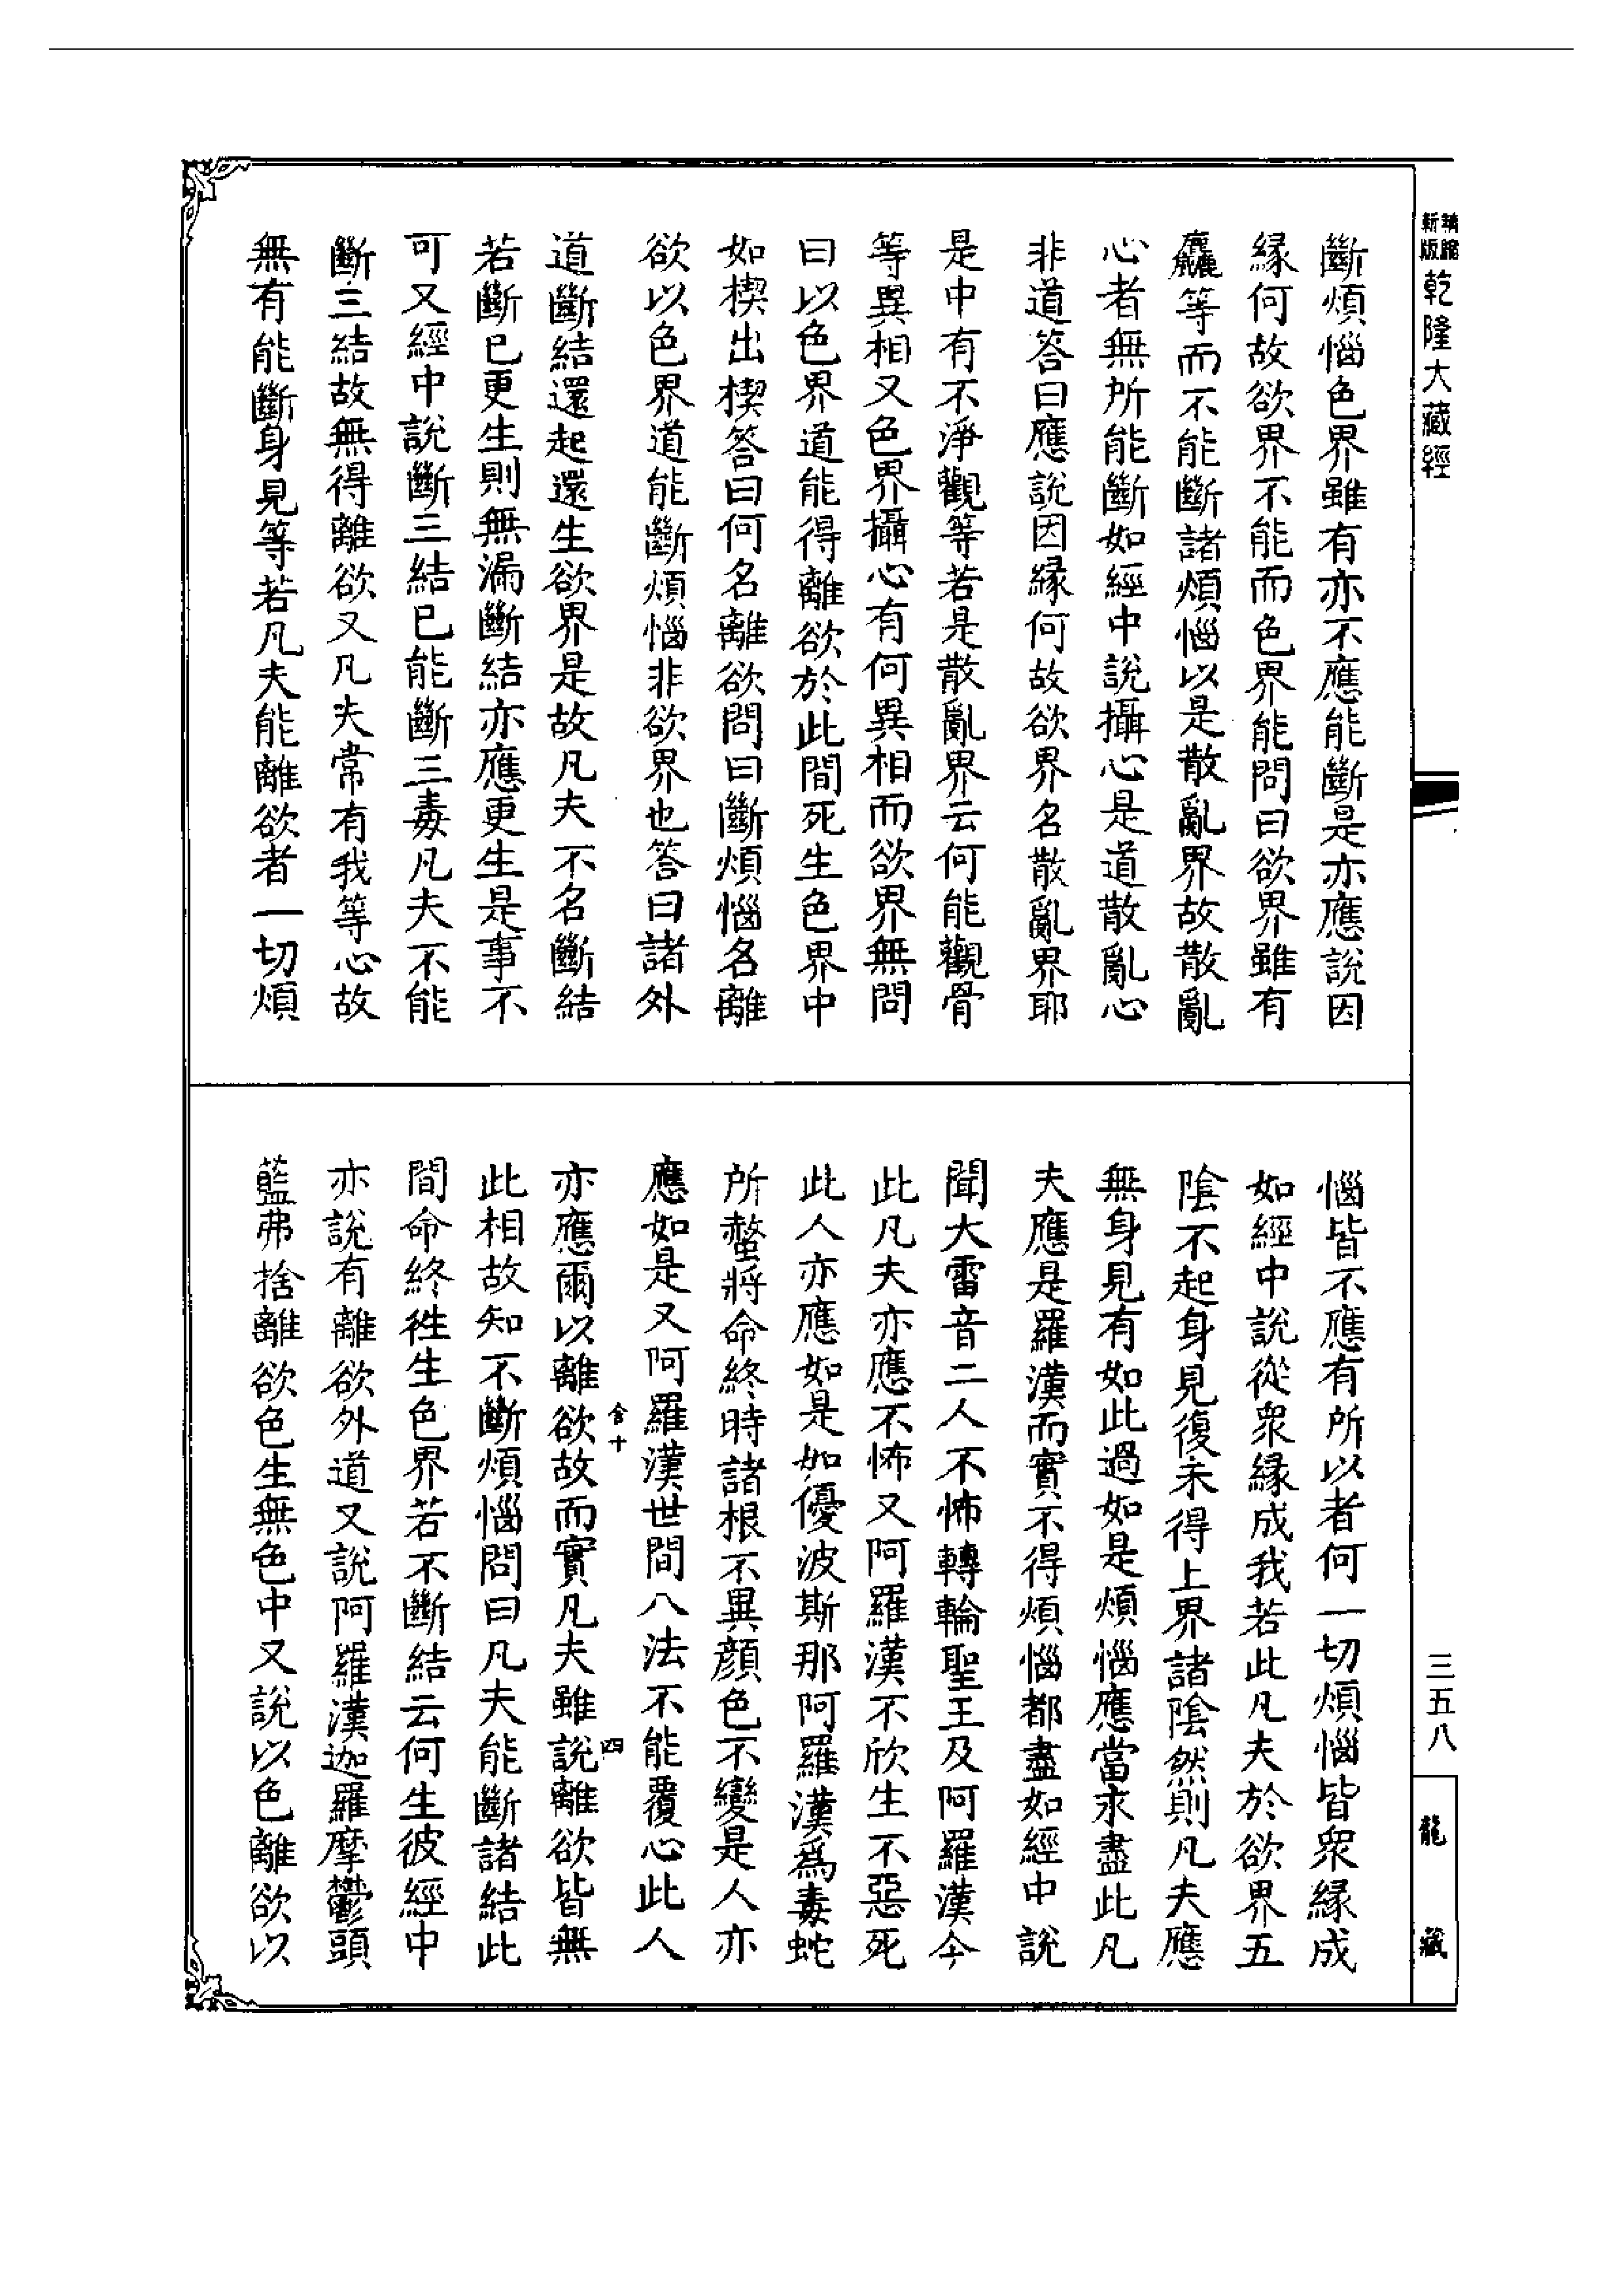 精縮新版 乾隆大藏經
斷煩惱色界雖有亦不應能斷是亦應說因
緣何故欲界不能而色界能問曰欲界雖有
麤等而不能斷諸煩惱以是散亂界故散亂
心者無所能斷如經中說攝心是道散亂心
非道答曰應說因緣何故欲界名散亂界耶
是中有不淨觀等若是散亂界云何能觀骨
等異相又色界攝心有何異相而欲界無問
曰以色界道能得離欲於此間死生色界中
如楔出楔答曰何名離欲問曰斷煩惱名離
欲以色界道能斷煩惱非欲界也答曰諸外
道斷結還起還生欲界是故凡夫不名斷結
若斷已更生則無漏斷結亦應更生是事不
可又經中說斷三結已能斷三毒凡夫不能
斷三結故無得離欲又凡夫常有我等心故
無有能斷身見等若凡夫能離欲者一切煩
惱皆不應有所以者何一切煩惱皆眾緣成
如經中說從眾緣成我若此凡夫於欲界五
陰不起身見復未得上界諸陰然則凡夫應
無身見有如此過如是煩惱應當永盡此凡
夫應是羅漢而實不得煩惱都盡如經中說
聞大雷音二人不怖轉輪聖王及阿羅漢今
此凡夫亦應不怖又阿羅漢不欣生不惡死
此人亦應如是如優波斯那阿羅漢爲毒蛇
所螫將命終時諸根不異顏色不變是人亦
應如是又阿羅漢世間八法不能覆心此人
含十 四
亦應爾以離欲故而實凡夫雖說離欲皆無
此相故知不斷煩惱問曰凡夫能斷諸結此
間命終徃生色界若不斷結云何生彼經中
亦說有離欲外道又說阿羅漢迦羅摩鬱頭
藍弗捨離欲色生無色中又說以色離欲以
三五八
龍藏